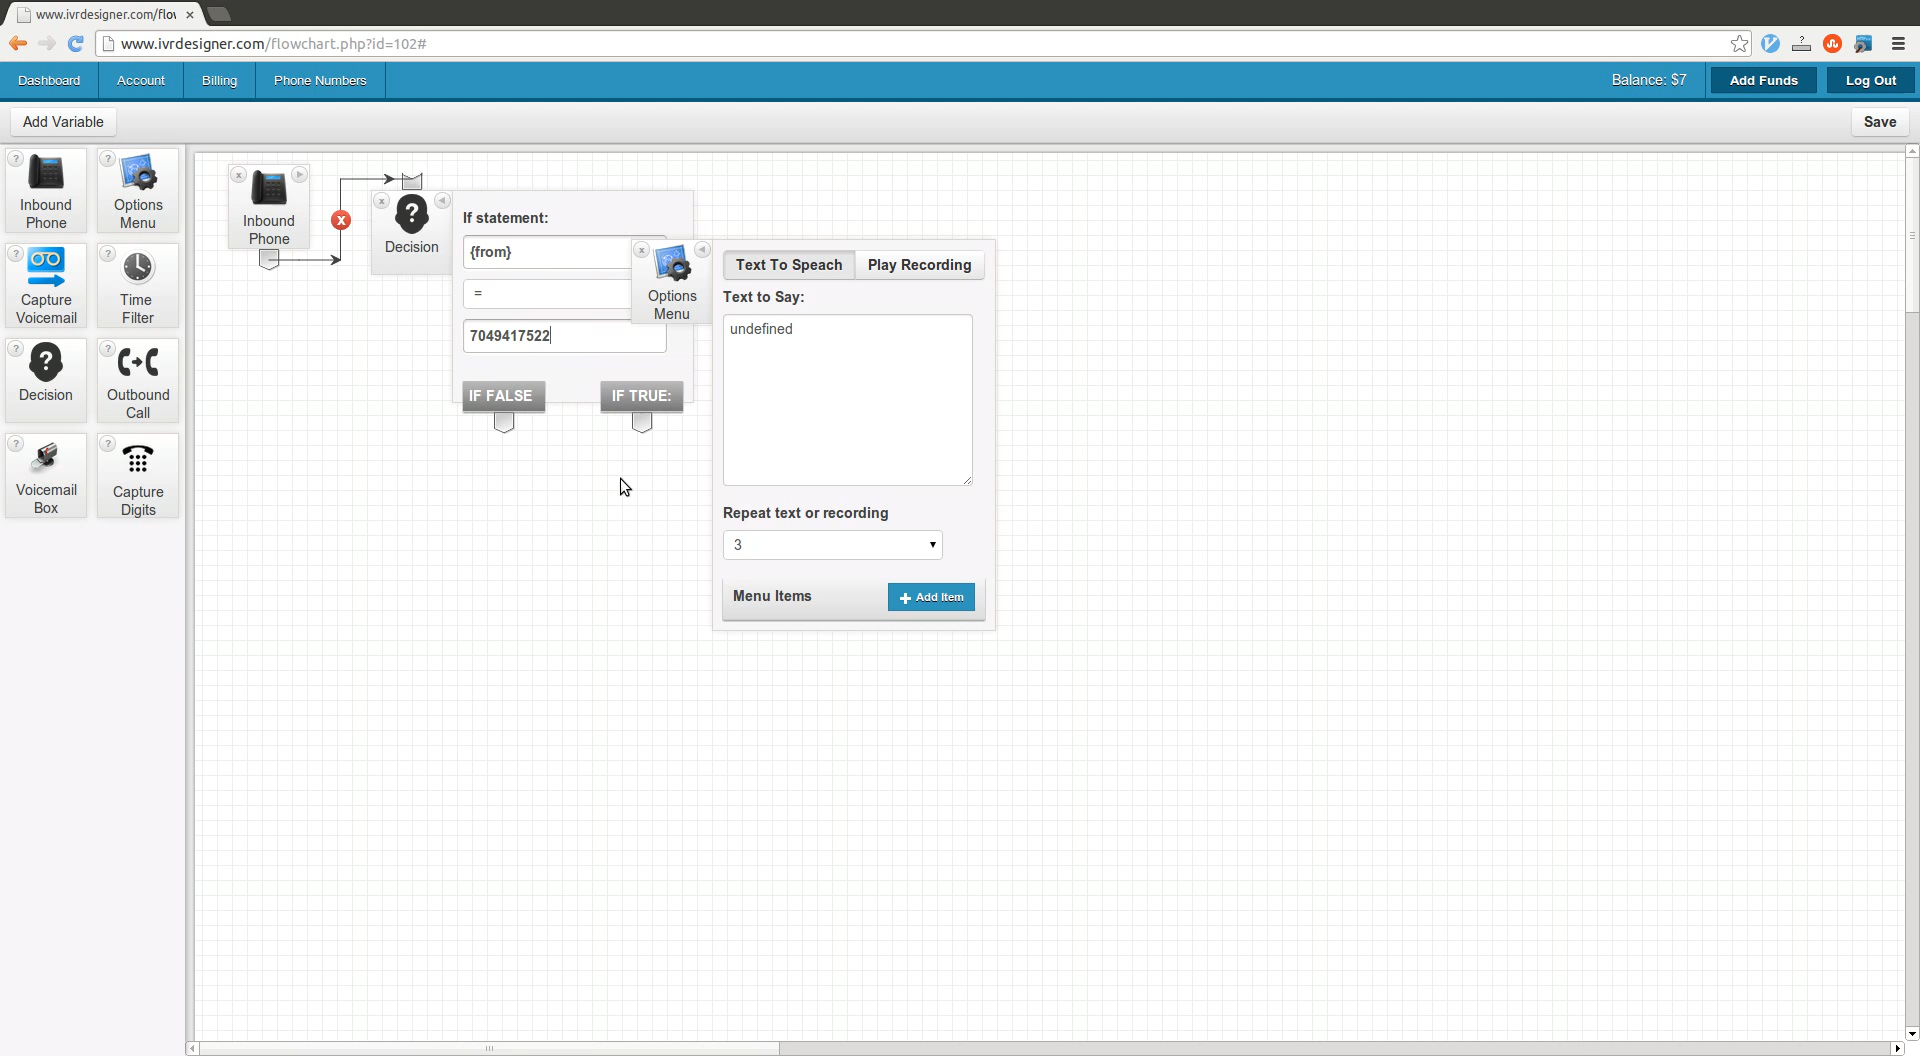 www.ivrdesigner.com/flov x
www.ivrdesigner.com/flowchart.php?id=102#
Dashboard Account Billing Phone Numbers Balance: $7 Add Funds Log Out
Add Variable Save
? Inbound Phone
? Options Menu
? Capture Voicemail
? Time Filter
? Decision
? Outbound Call
? Voicemail Box
? Capture Digits
x
Inbound
Phone
x
x
?
Decision
If statement:
{from}
=
7049417522
IF FALSE IF TRUE:
x
Options
Menu
Text To Speach Play Recording
Text to Say:
undefined
Repeat text or recording
3
Menu Items + Add Item